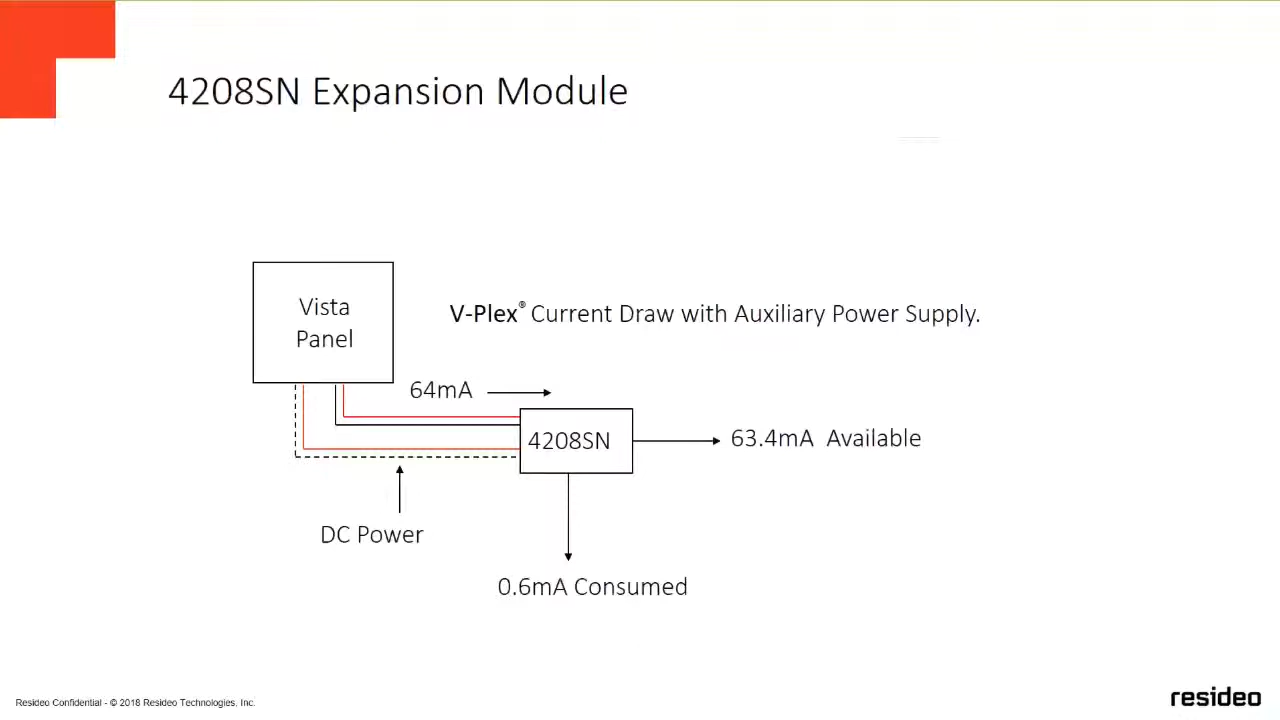 4208SN Expansion Module
Vista
Panel
V-Plex® Current Draw with Auxiliary Power Supply.
64mA
4208SN
63.4mA Available
DC Power
0.6mA Consumed
Resideo Confidential - © 2018 Resideo Technologies, Inc.
resideo